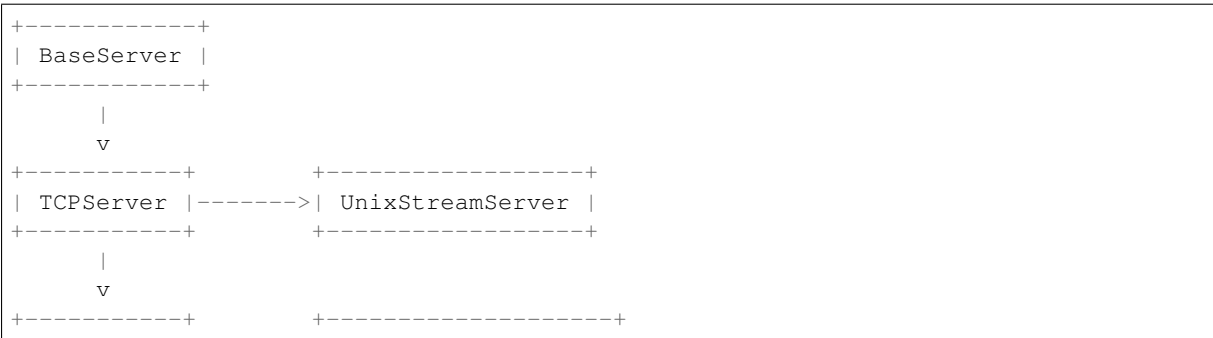 +------------+
| BaseServer |
+------------+
      |
      v
+-----------+        +------------------+
| TCPServer |------->| UnixStreamServer |
+-----------+        +------------------+
      |
      v
+-----------+        +--------------------+